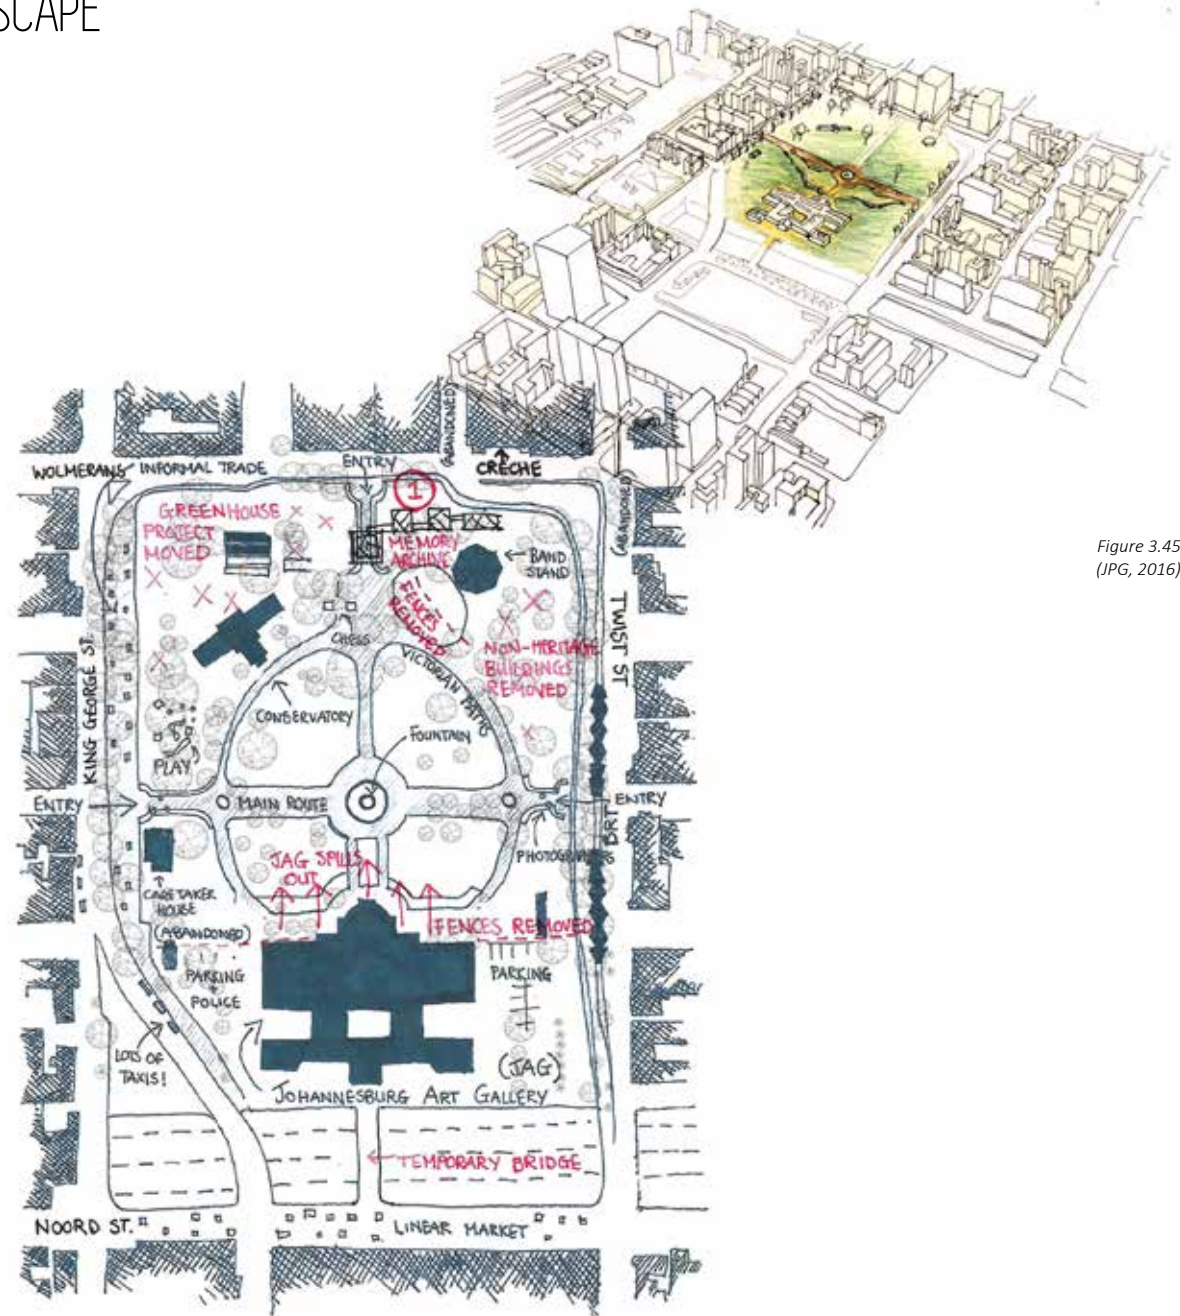 SCAPE
Figure 3.45
(JPG, 2016)
(ABANDONED)
WOLMERANS
INFORMAL TRADE
ENTRY
CRÈCHE
1
GREENHOUSE
PROJECT
MOVED
MEMORY
ARCHIVE
BAND
STAND
(ABANDONED)
FENCES
REMOVED
CHESS
TWIST ST
NON-HERITAGE
BUILDINGS
REMOVED
VICTORIAN PATHS
KING GEORGE ST.
CONSERVATORY
FOUNTAIN
PLAY
ENTRY
MAIN ROUTE
ENTRY
BRT
PHOTOGRAPHERS
JAG SPILLS
OUT
CARETAKER
HOUSE
(ABANDONED)
FENCES REMOVED
PARKING
+
POLICE
PARKING
LOTS OF
TAXIS!
(JAG)
JOHANNESBURG ART GALLERY
TEMPORARY BRIDGE
NOORD ST.
LINEAR MARKET